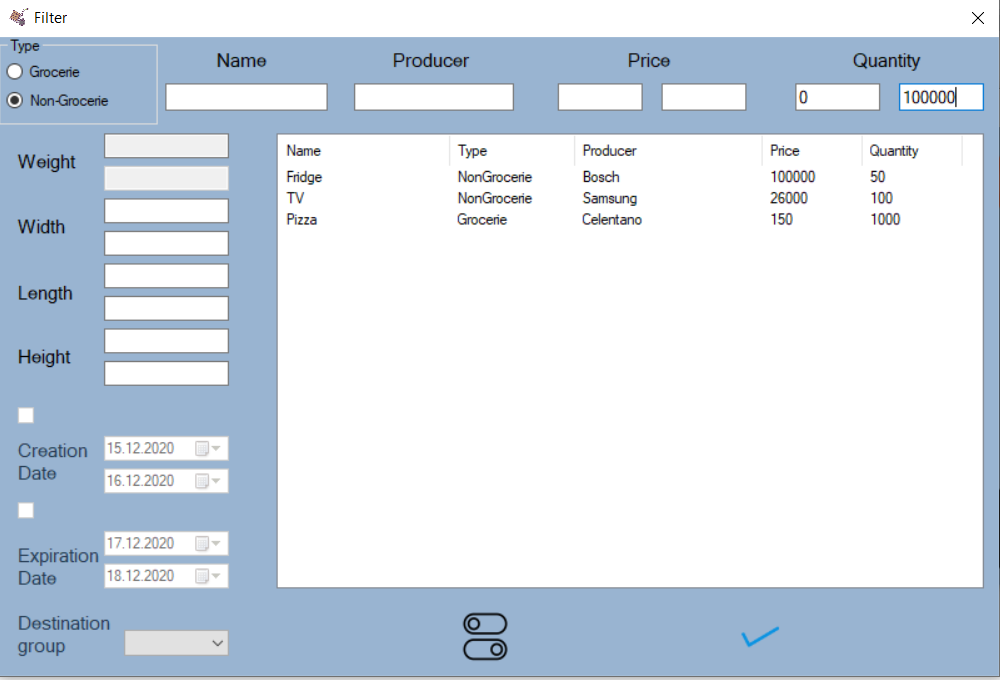 Filter
Type
Grocerie
Non-Grocerie
Name Producer Price Quantity
0 100000
Weight
Width
Length
Height
Creation
Date
15.12.2020
16.12.2020
Expiration
Date
17.12.2020
18.12.2020
Destination
group
Name Type Producer Price Quantity
Fridge NonGrocerie Bosch 100000 50
TV NonGrocerie Samsung 26000 100
Pizza Grocerie Celentano 150 1000